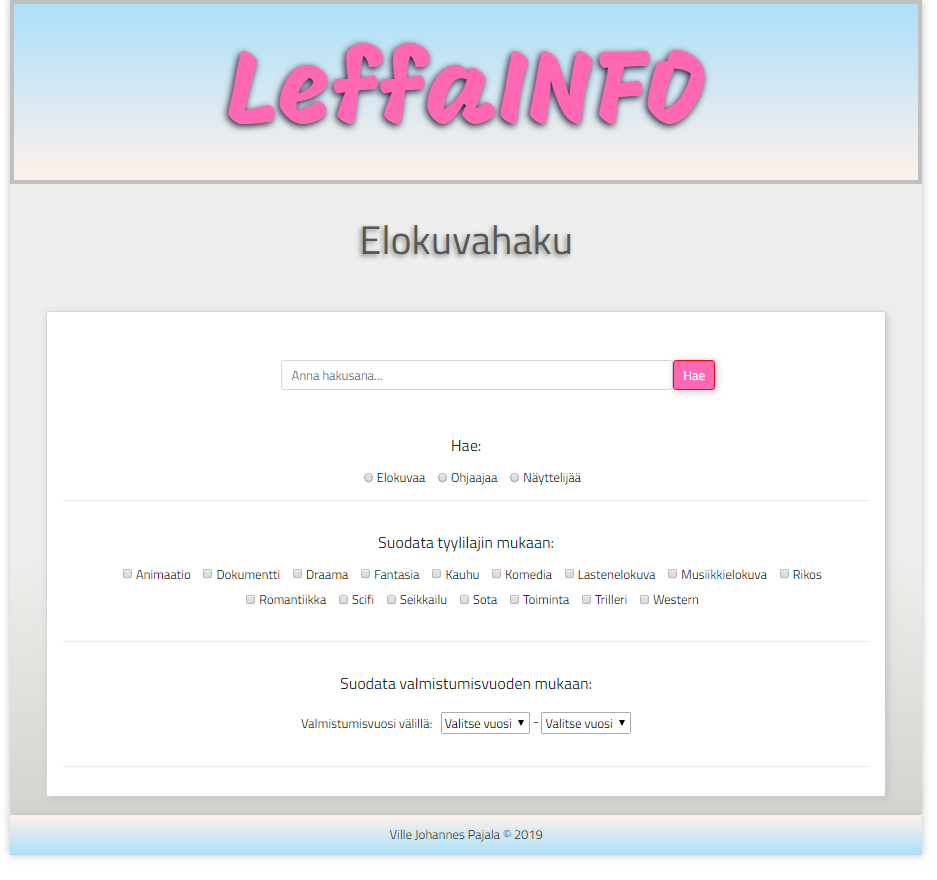 LeffaINFO
Elokuvahaku
Anna hakusana... Hae
Hae:
Elokuvaa Ohjaajaa Näyttelijää
Suodata tyylilajin mukaan:
Animaatio Dokumentti Draama Fantasia Kauhu Komedia Lastenelokuva Musiikkielokuva Rikos
Romantiikka Scifi Seikkailu Sota Toiminta Trilleri Western
Suodata valmistumisvuoden mukaan:
Valmistumisvuosi välillä: Valitse vuosi - Valitse vuosi
Ville Johannes Pajala © 2019